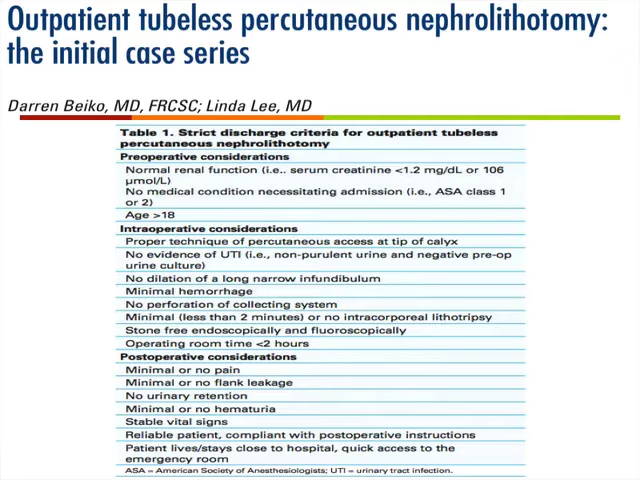 Outpatient tubeless percutaneous nephrolithotomy:
the initial case series
Darren Beiko, MD, FRCSC; Linda Lee, MD
Table 1. Strict discharge criteria for outpatient tubeless
percutaneous nephrolithotomy
Preoperative considerations
Normal renal function (i.e.. serum creatinine <1.2 mg/dL or 106
µmol/L)
No medical condition necessitating admission (i.e., ASA class 1
or 2)
Age >18
Intraoperative considerations
Proper technique of percutaneous access at tip of calyx
No evidence of UTI (i.e., non-purulent urine and negative pre-op
urine culture)
No dilation of a long narrow infundibulum
Minimal hemorrhage
No perforation of collecting system
Minimal (less than 2 minutes) or no intracorporeal lithotripsy
Stone free endoscopically and fluoroscopically
Operating room time <2 hours
Postoperative considerations
Minimal or no pain
Minimal or no flank leakage
No urinary retention
Minimal or no hematuria
Stable vital signs
Reliable patient, compliant with postoperative instructions
Patient lives/stays close to hospital, quick access to the
emergency room
ASA = American Society of Anesthesiologists; UTI = urinary tract infection.